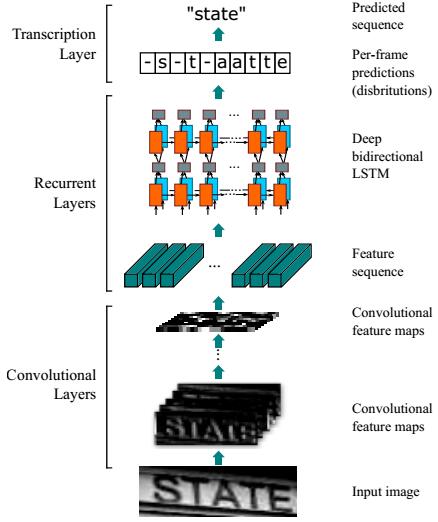 "state"
Predicted
sequence
Transcription
Layer
-s-t-aatte
Per-frame
predictions
(disbritutions)
...
Deep
bidirectional
LSTM
...
Recurrent
Layers
...
Feature
sequence
Convolutional
feature maps
...
Convolutional
Layers
STATE
Convolutional
feature maps
STATE
Input image